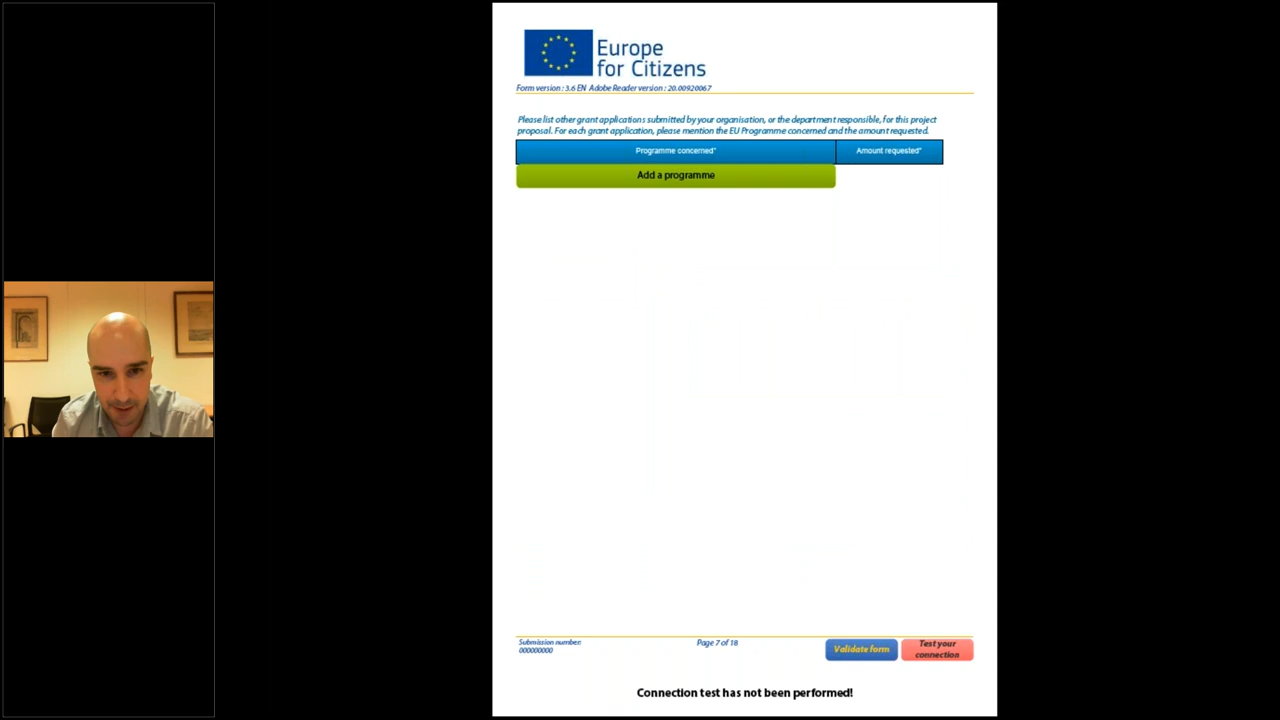 Europe
for Citizens
Form version : 3.6 EN Adobe Reader version : 20.00920067
Please list other grant applications submitted by your organisation, or the department responsible, for this project
proposal. For each grant application, please mention the EU Programme concerned and the amount requested.
Programme concerned* Amount requested*
Add a programme
Submission number:
000000000
Page 7 of 18
Validate form
Test your
connection
Connection test has not been performed!